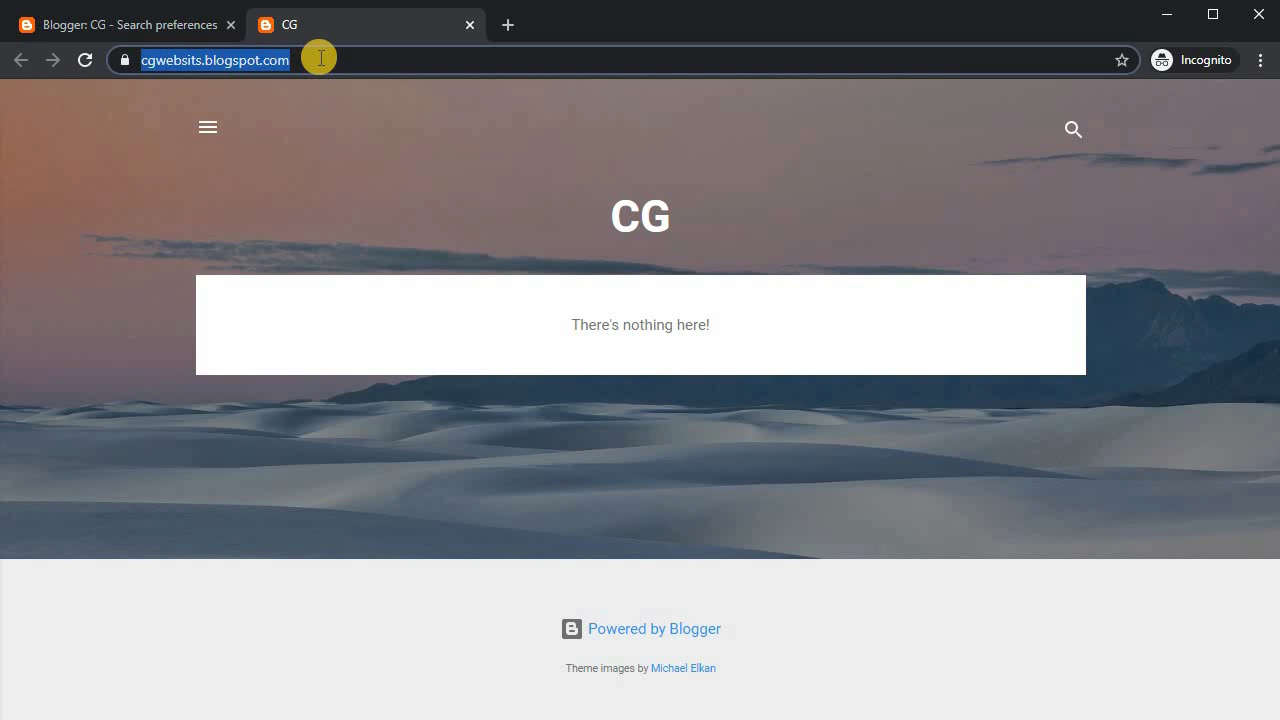 Blogger: CG - Search preferences
CG
cgwebsits.blogspot.com
Incognito
CG
There's nothing here!
Powered by Blogger
Theme images by Michael Elkan